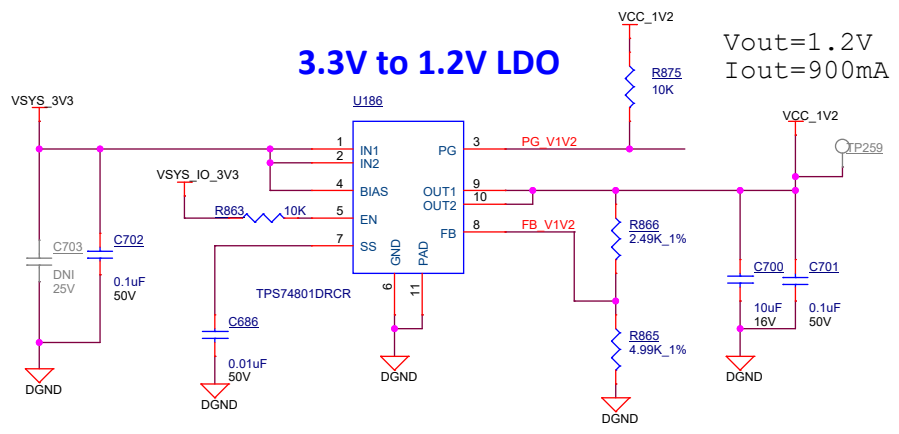 3.3V to 1.2V LDO
Vout=1.2V
Iout=900mA
VCC_1V2
R875
10K
VSYS_3V3
U186
VCC_1V2
TP259
1
IN1
2
IN2
3
PG
PG_V1V2
VSYS_IO_3V3
4
BIAS
9
OUT1
10
OUT2
R863
10K
5
EN
8
FB
FB_V1V2
R866
2.49K_1%
7
SS
GND
PAD
6
11
C703
DNI
25V
C702
0.1uF
50V
TPS74801DRCR
C700
10uF
16V
C701
0.1uF
50V
C686
0.01uF
50V
R865
4.99K_1%
DGND
DGND
DGND
DGND
DGND